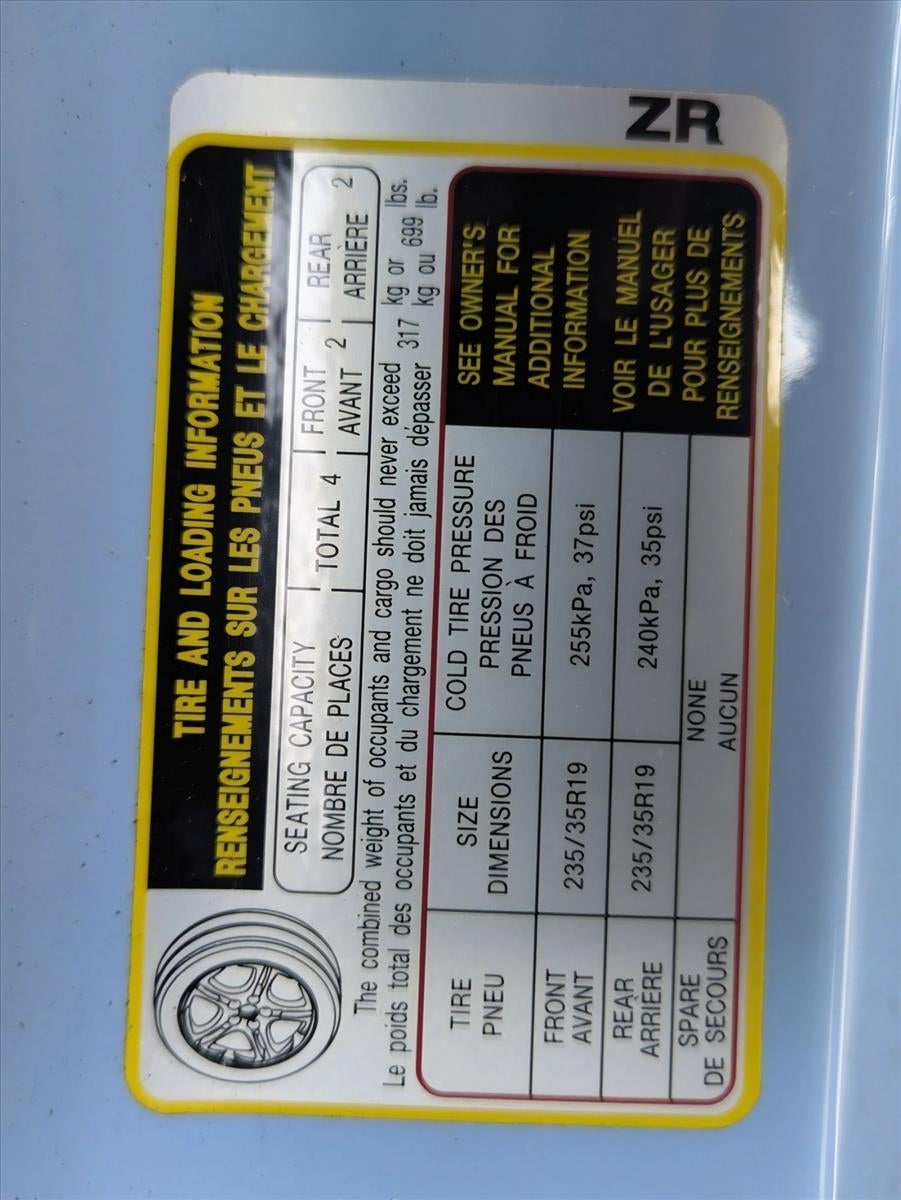 TIRE AND LOADING INFORMATION
RENSEIGNEMENTS SUR LES PNEUS ET LE CHARGEMENT
SEATING CAPACITY | TOTAL 4 | FRONT | REAR
NOMBRE DE PLACES | AVANT 2 | ARRIÈRE 2
The combined weight of occupants and cargo should never exceed 317 kg or 699 lbs.
Le poids total des occupants et du chargement ne doit jamais dépasser 317 kg ou 699 lb.
TIRE SIZE COLD TIRE PRESSURE
PNEU DIMENSIONS PRESSION DES
PNEUS À FROID
FRONT
AVANT 235/35R19 255kPa, 37psi
REAR
ARRIÈRE 235/35R19 240kPa, 35psi
SPARE NONE
DE SECOURS AUCUN
SEE OWNER'S
MANUAL FOR
ADDITIONAL
INFORMATION
VOIR LE MANUEL
DE L'USAGER
POUR PLUS DE
RENSEIGNEMENTS
ZR